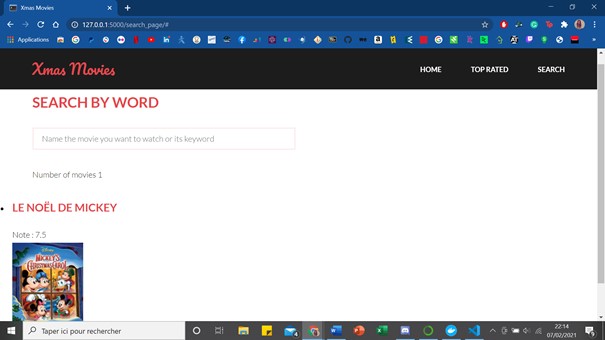 Xmas Movies
127.0.0.1:5000/search_page/#
Applications
Xmas Movies
HOME
TOP RATED
SEARCH
SEARCH BY WORD
Name the movie you want to watch or its keyword
Number of movies 1
LE NOËL DE MICKEY
Note : 7.5
MICKEY'S
CHRISTMAS CAROL
Taper ici pour rechercher
22:14
07/02/2021